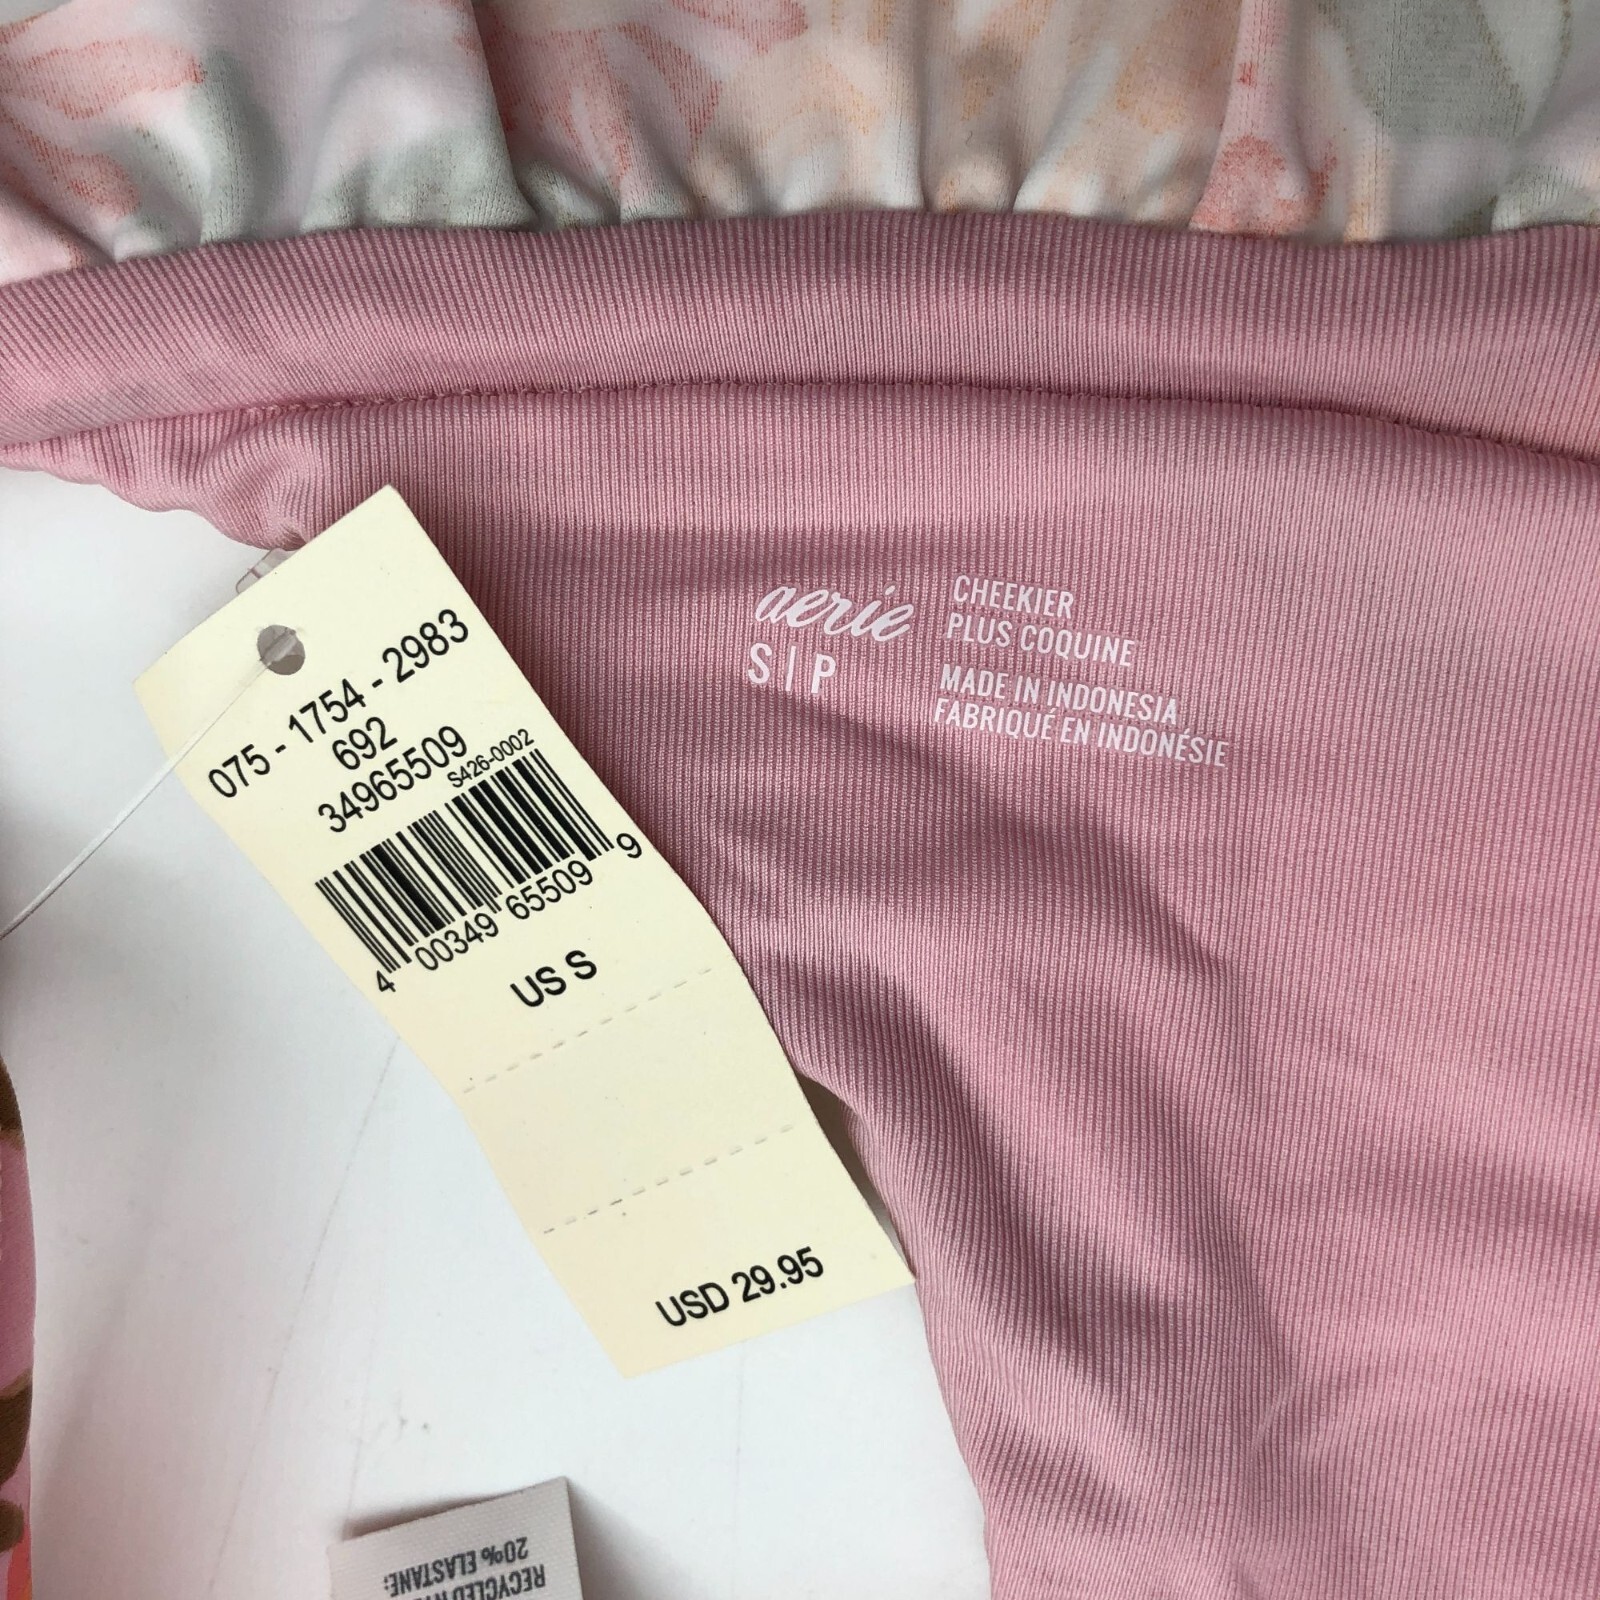 075 - 1754 - 2983
692
34965509
S426-0002
4 00349 65509 9
US S
USD 29.95
aerie
S | P
CHEEKIER
PLUS COQUINE
MADE IN INDONESIA
FABRIQUÉ EN INDONÉSIE
RECYCLED
20% ELASTANE;